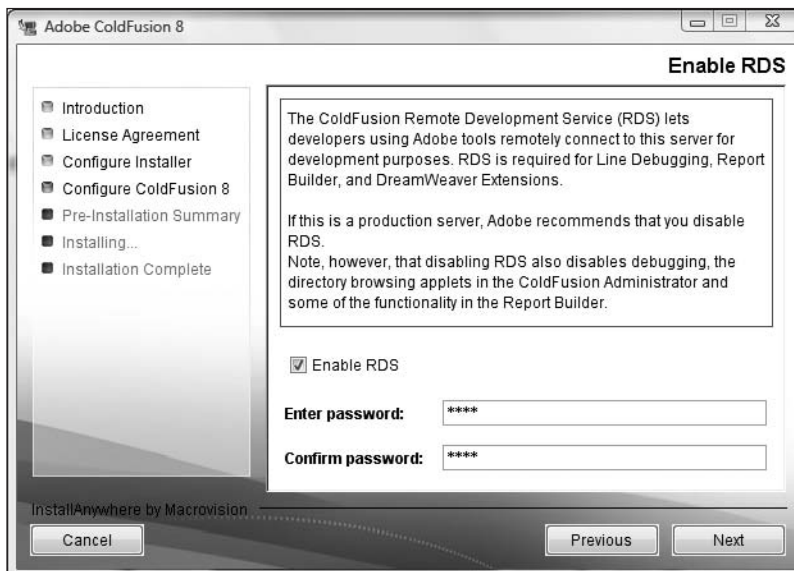 Adobe ColdFusion 8
Enable RDS
Introduction
License Agreement
Configure Installer
Configure ColdFusion 8
Pre-Installation Summary
Installing...
Installation Complete
The ColdFusion Remote Development Service (RDS) lets
developers using Adobe tools remotely connect to this server for
development purposes. RDS is required for Line Debugging, Report
Builder, and DreamWeaver Extensions.
If this is a production server, Adobe recommends that you disable
RDS.
Note, however, that disabling RDS also disables debugging, the
directory browsing applets in the ColdFusion Administrator and
some of the functionality in the Report Builder.
Enable RDS
Enter password: ****
Confirm password: ****
InstallAnywhere by Macrovision
Cancel Previous Next